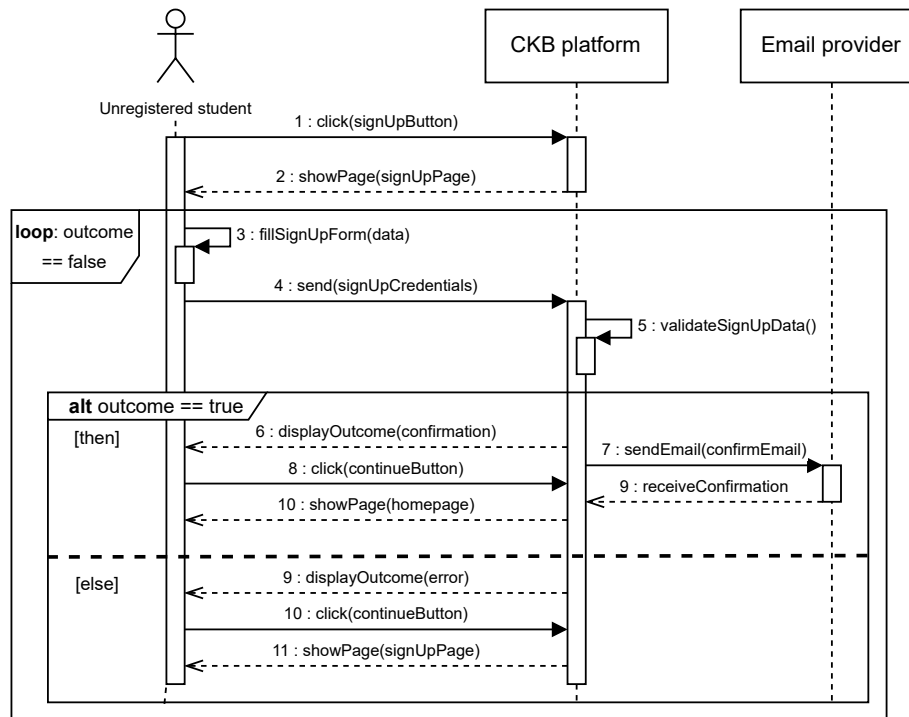 CKB platform
Email provider
Unregistered student
1 : click(signUpButton)
2 : showPage(signUpPage)
loop: outcome
== false
3 : fillSignUpForm(data)
4 : send(signUpCredentials)
5 : validateSignUpData()
alt outcome == true
[then]
6 : displayOutcome(confirmation)
7 : sendEmail(confirmEmail)
8 : click(continueButton)
9 : receiveConfirmation
10 : showPage(homepage)
[else]
9 : displayOutcome(error)
10 : click(continueButton)
11 : showPage(signUpPage)